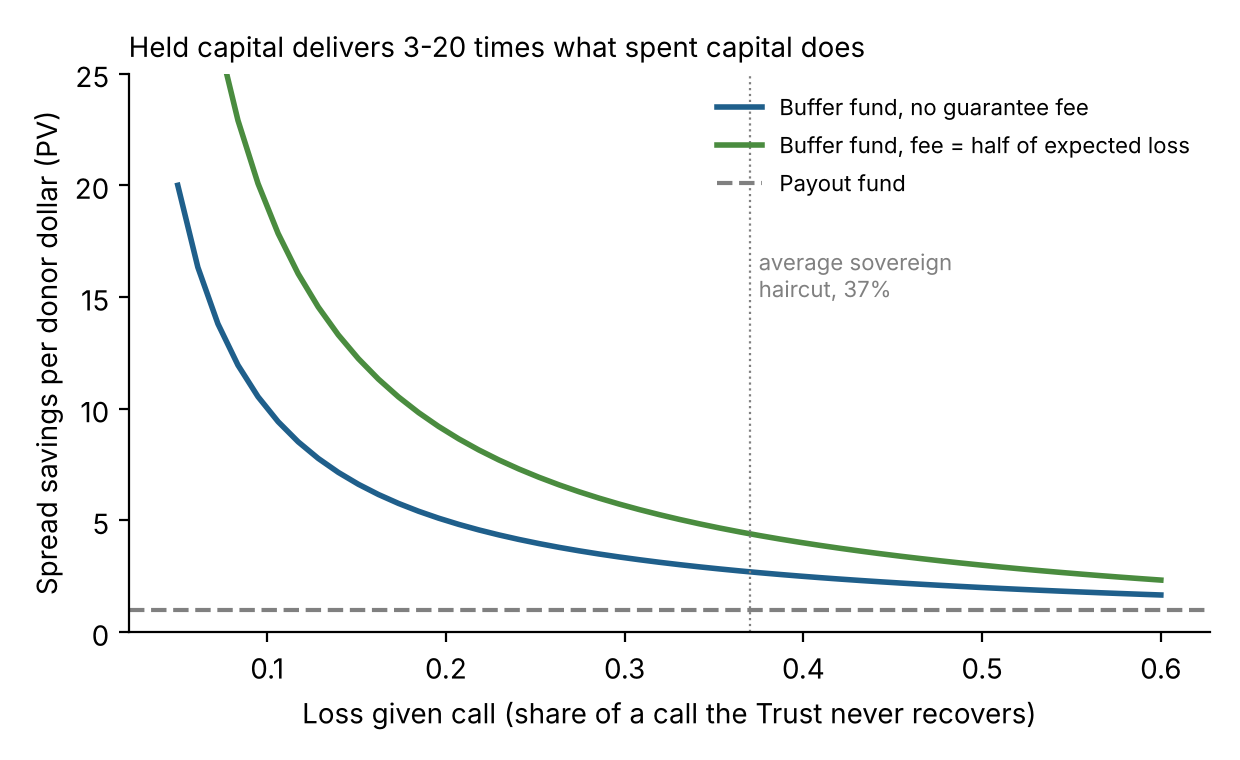 Held capital delivers 3-20 times what spent capital does
Spread savings per donor dollar (PV)
25
20
15
10
5
0
Buffer fund, no guarantee fee
Buffer fund, fee = half of expected loss
Payout fund
average sovereign
haircut, 37%
0.1 0.2 0.3 0.4 0.5 0.6
Loss given call (share of a call the Trust never recovers)